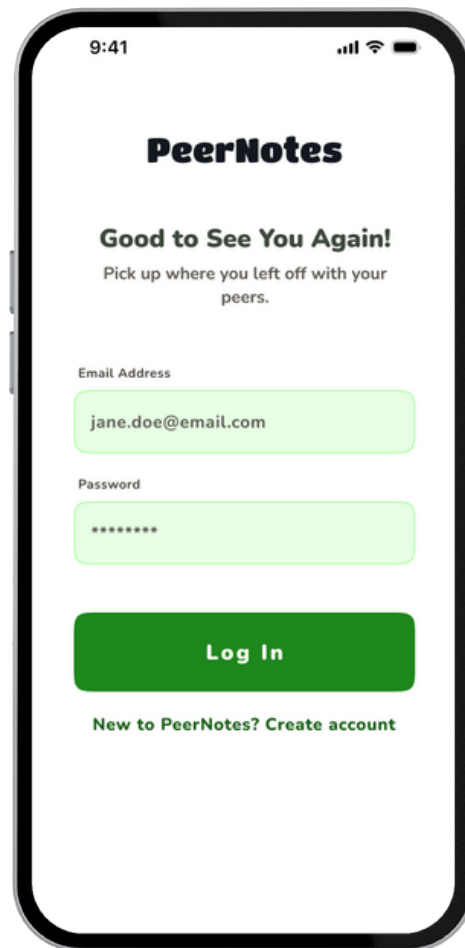 9:41
PeerNotes
Good to See You Again!
Pick up where you left off with your
peers.
Email Address
jane.doe@email.com
Password
********
Log In
New to PeerNotes? Create account